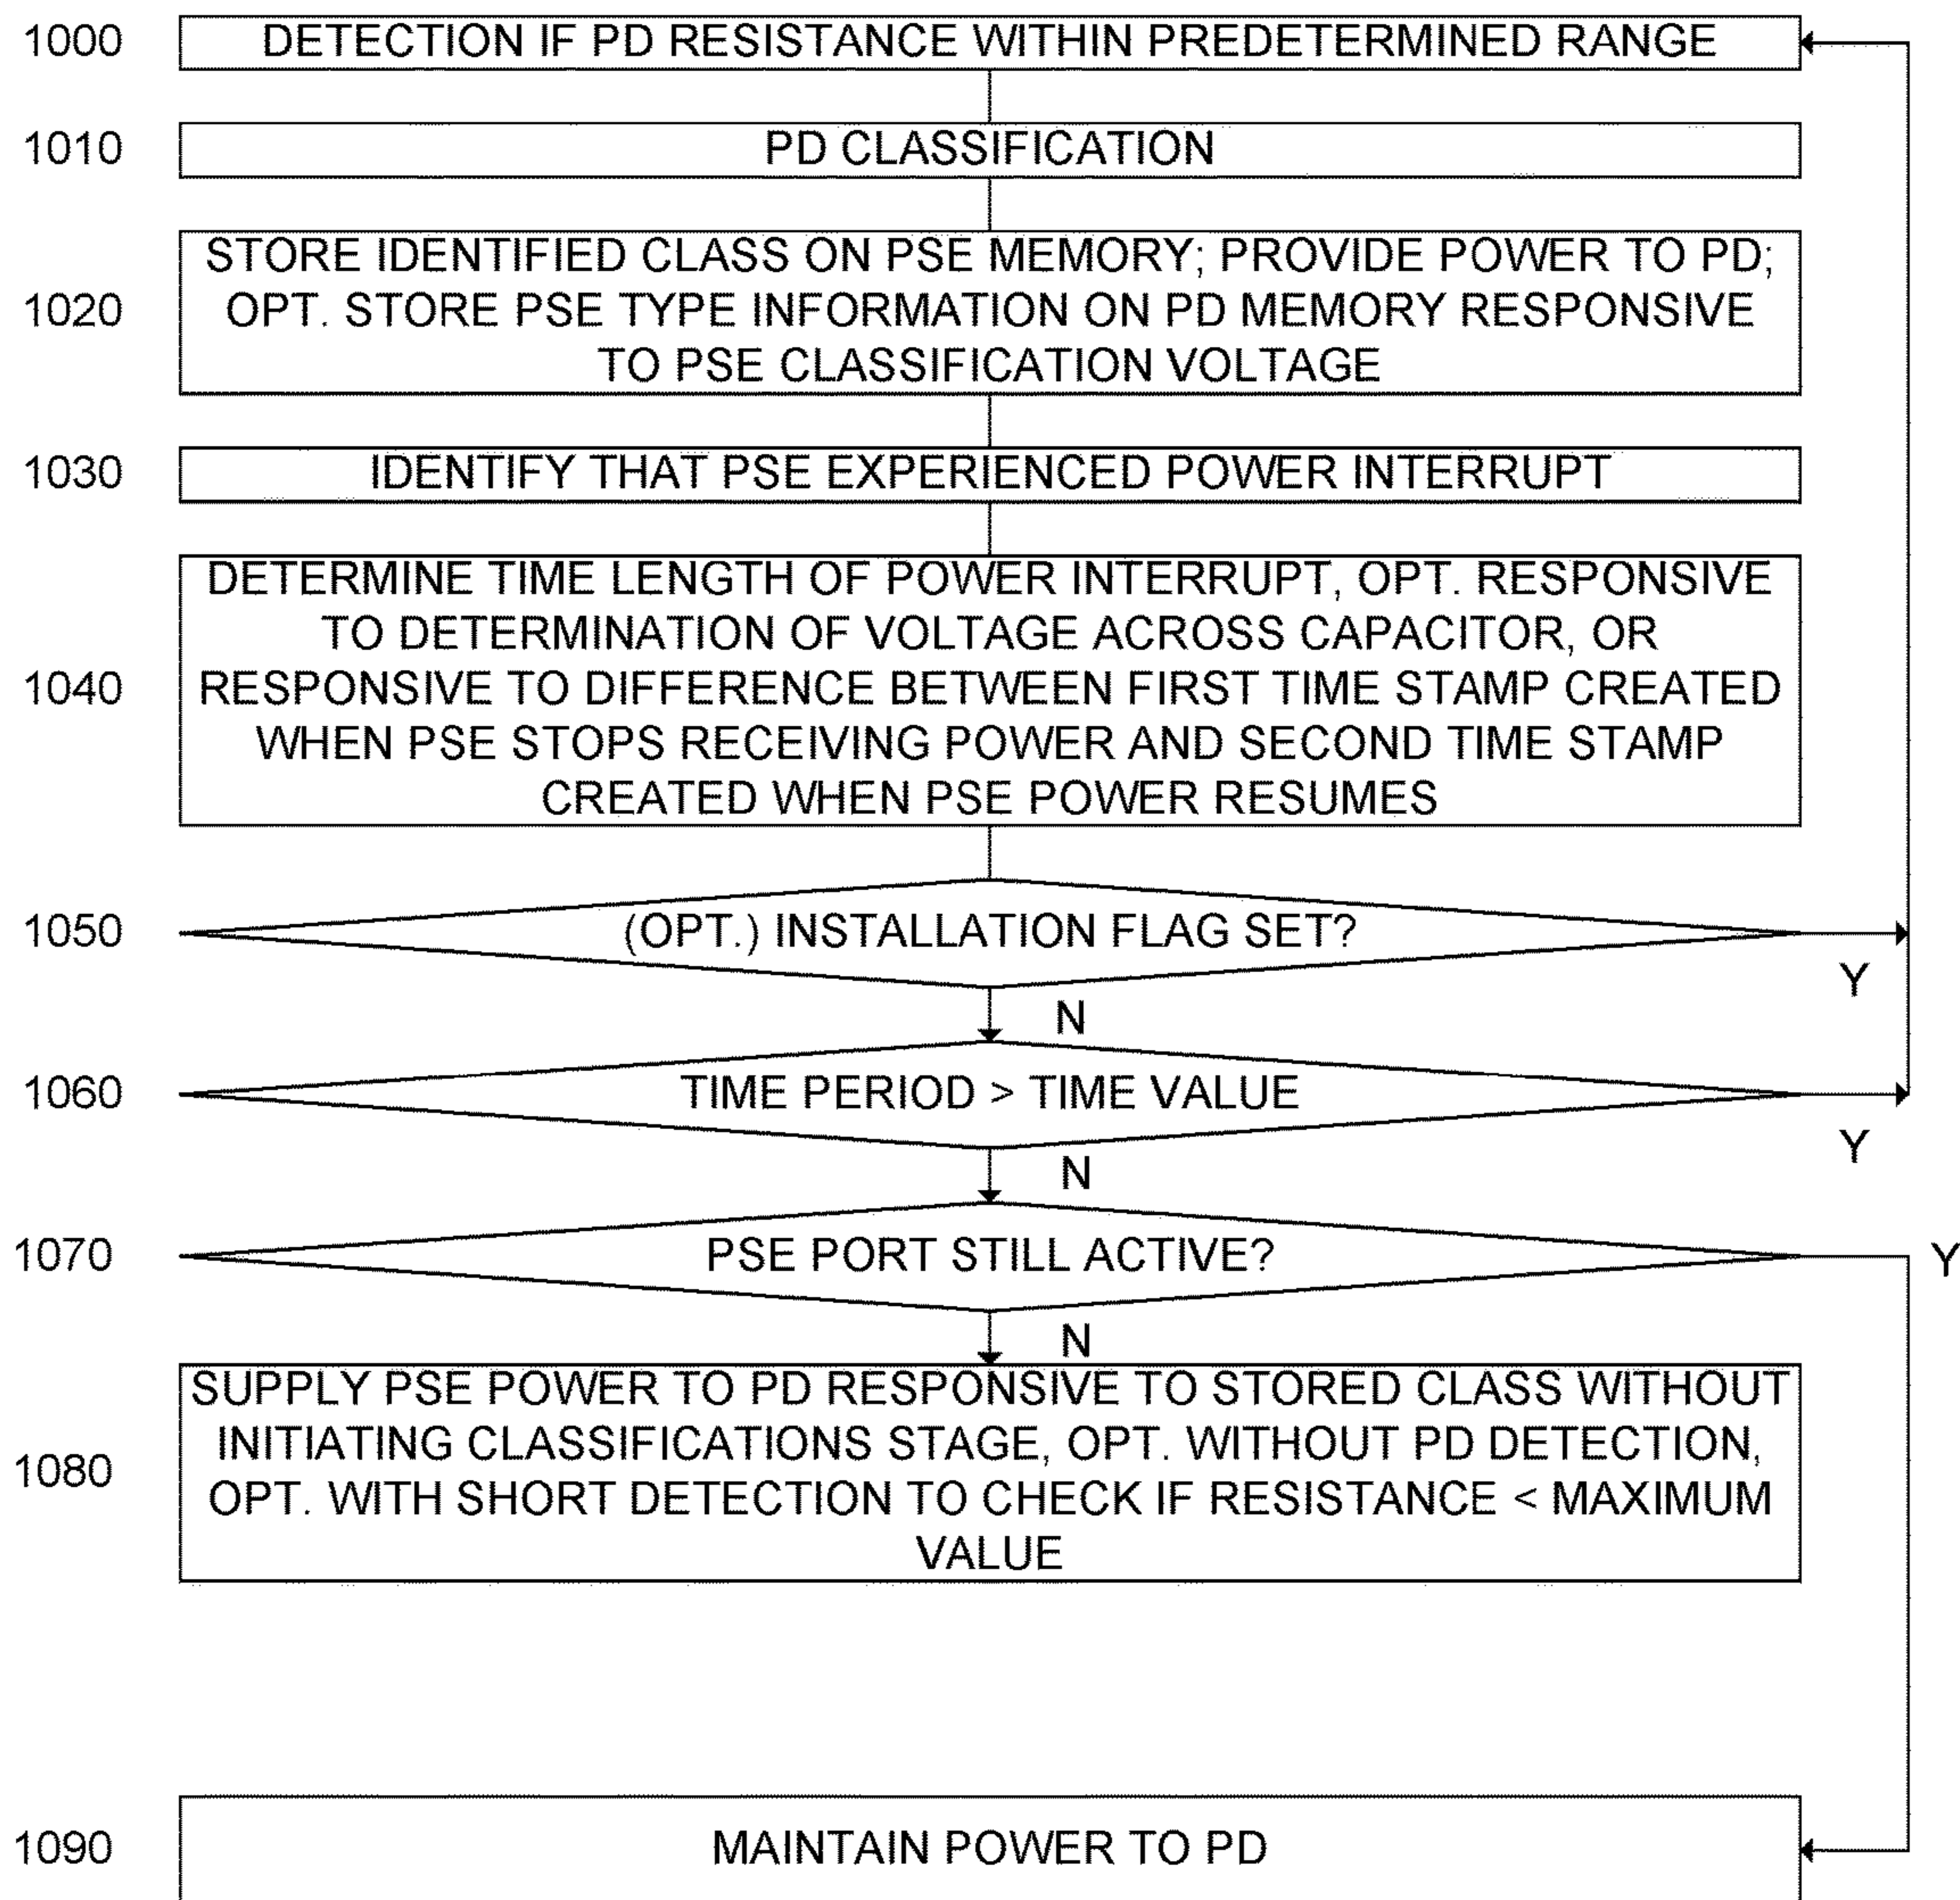 1000 DETECTION IF PD RESISTANCE WITHIN PREDETERMINED RANGE
1010 PD CLASSIFICATION
STORE IDENTIFIED CLASS ON PSE MEMORY; PROVIDE POWER TO PD;
1020 OPT. STORE PSE TYPE INFORMATION ON PD MEMORY RESPONSIVE
TO PSE CLASSIFICATION VOLTAGE
1030 IDENTIFY THAT PSE EXPERIENCED POWER INTERRUPT
DETERMINE TIME LENGTH OF POWER INTERRUPT, OPT. RESPONSIVE
TO DETERMINATION OF VOLTAGE ACROSS CAPACITOR, OR
1040 RESPONSIVE TO DIFFERENCE BETWEEN FIRST TIME STAMP CREATED
WHEN PSE STOPS RECEIVING POWER AND SECOND TIME STAMP
CREATED WHEN PSE POWER RESUMES
1050 (OPT.) INSTALLATION FLAG SET?
Y
N
1060 TIME PERIOD > TIME VALUE
Y
N
1070 PSE PORT STILL ACTIVE? Y
N
SUPPLY PSE POWER TO PD RESPONSIVE TO STORED CLASS WITHOUT
INITIATING CLASSIFICATIONS STAGE, OPT. WITHOUT PD DETECTION,
1080 OPT. WITH SHORT DETECTION TO CHECK IF RESISTANCE < MAXIMUM
VALUE
1090 MAINTAIN POWER TO PD